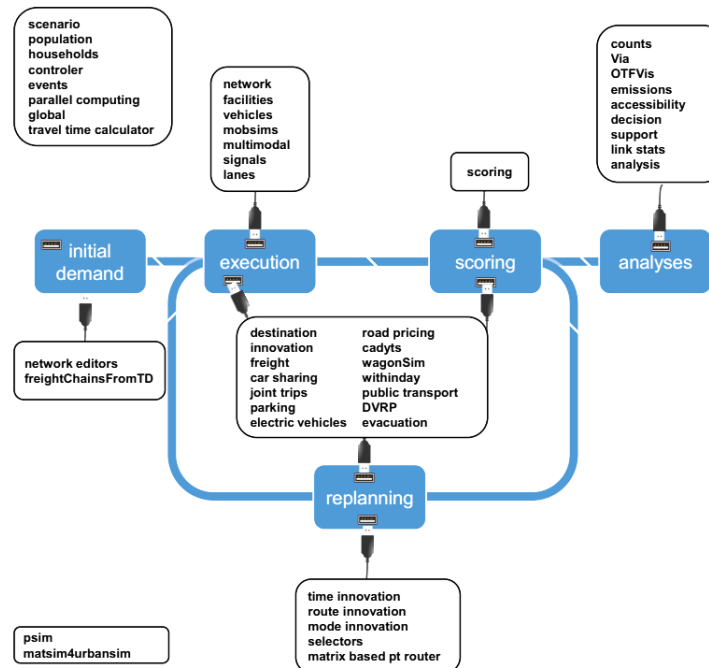 scenario
population
households
controler
events
parallel computing
global
travel time calculator
network
facilities
vehicles
mobsims
multimodal
signals
lanes
scoring
counts
Via
OTFVis
emissions
accessibility
decision
support
link stats
analysis
initial
demand
execution
scoring
analyses
network editors
freightChainsFromTD
destination
innovation
freight
car sharing
joint trips
parking
electric vehicles
road pricing
cadyts
wagonSim
withinday
public transport
DVRP
evacuation
replanning
time innovation
route innovation
mode innovation
selectors
matrix based pt router
psim
matsim4urbansim